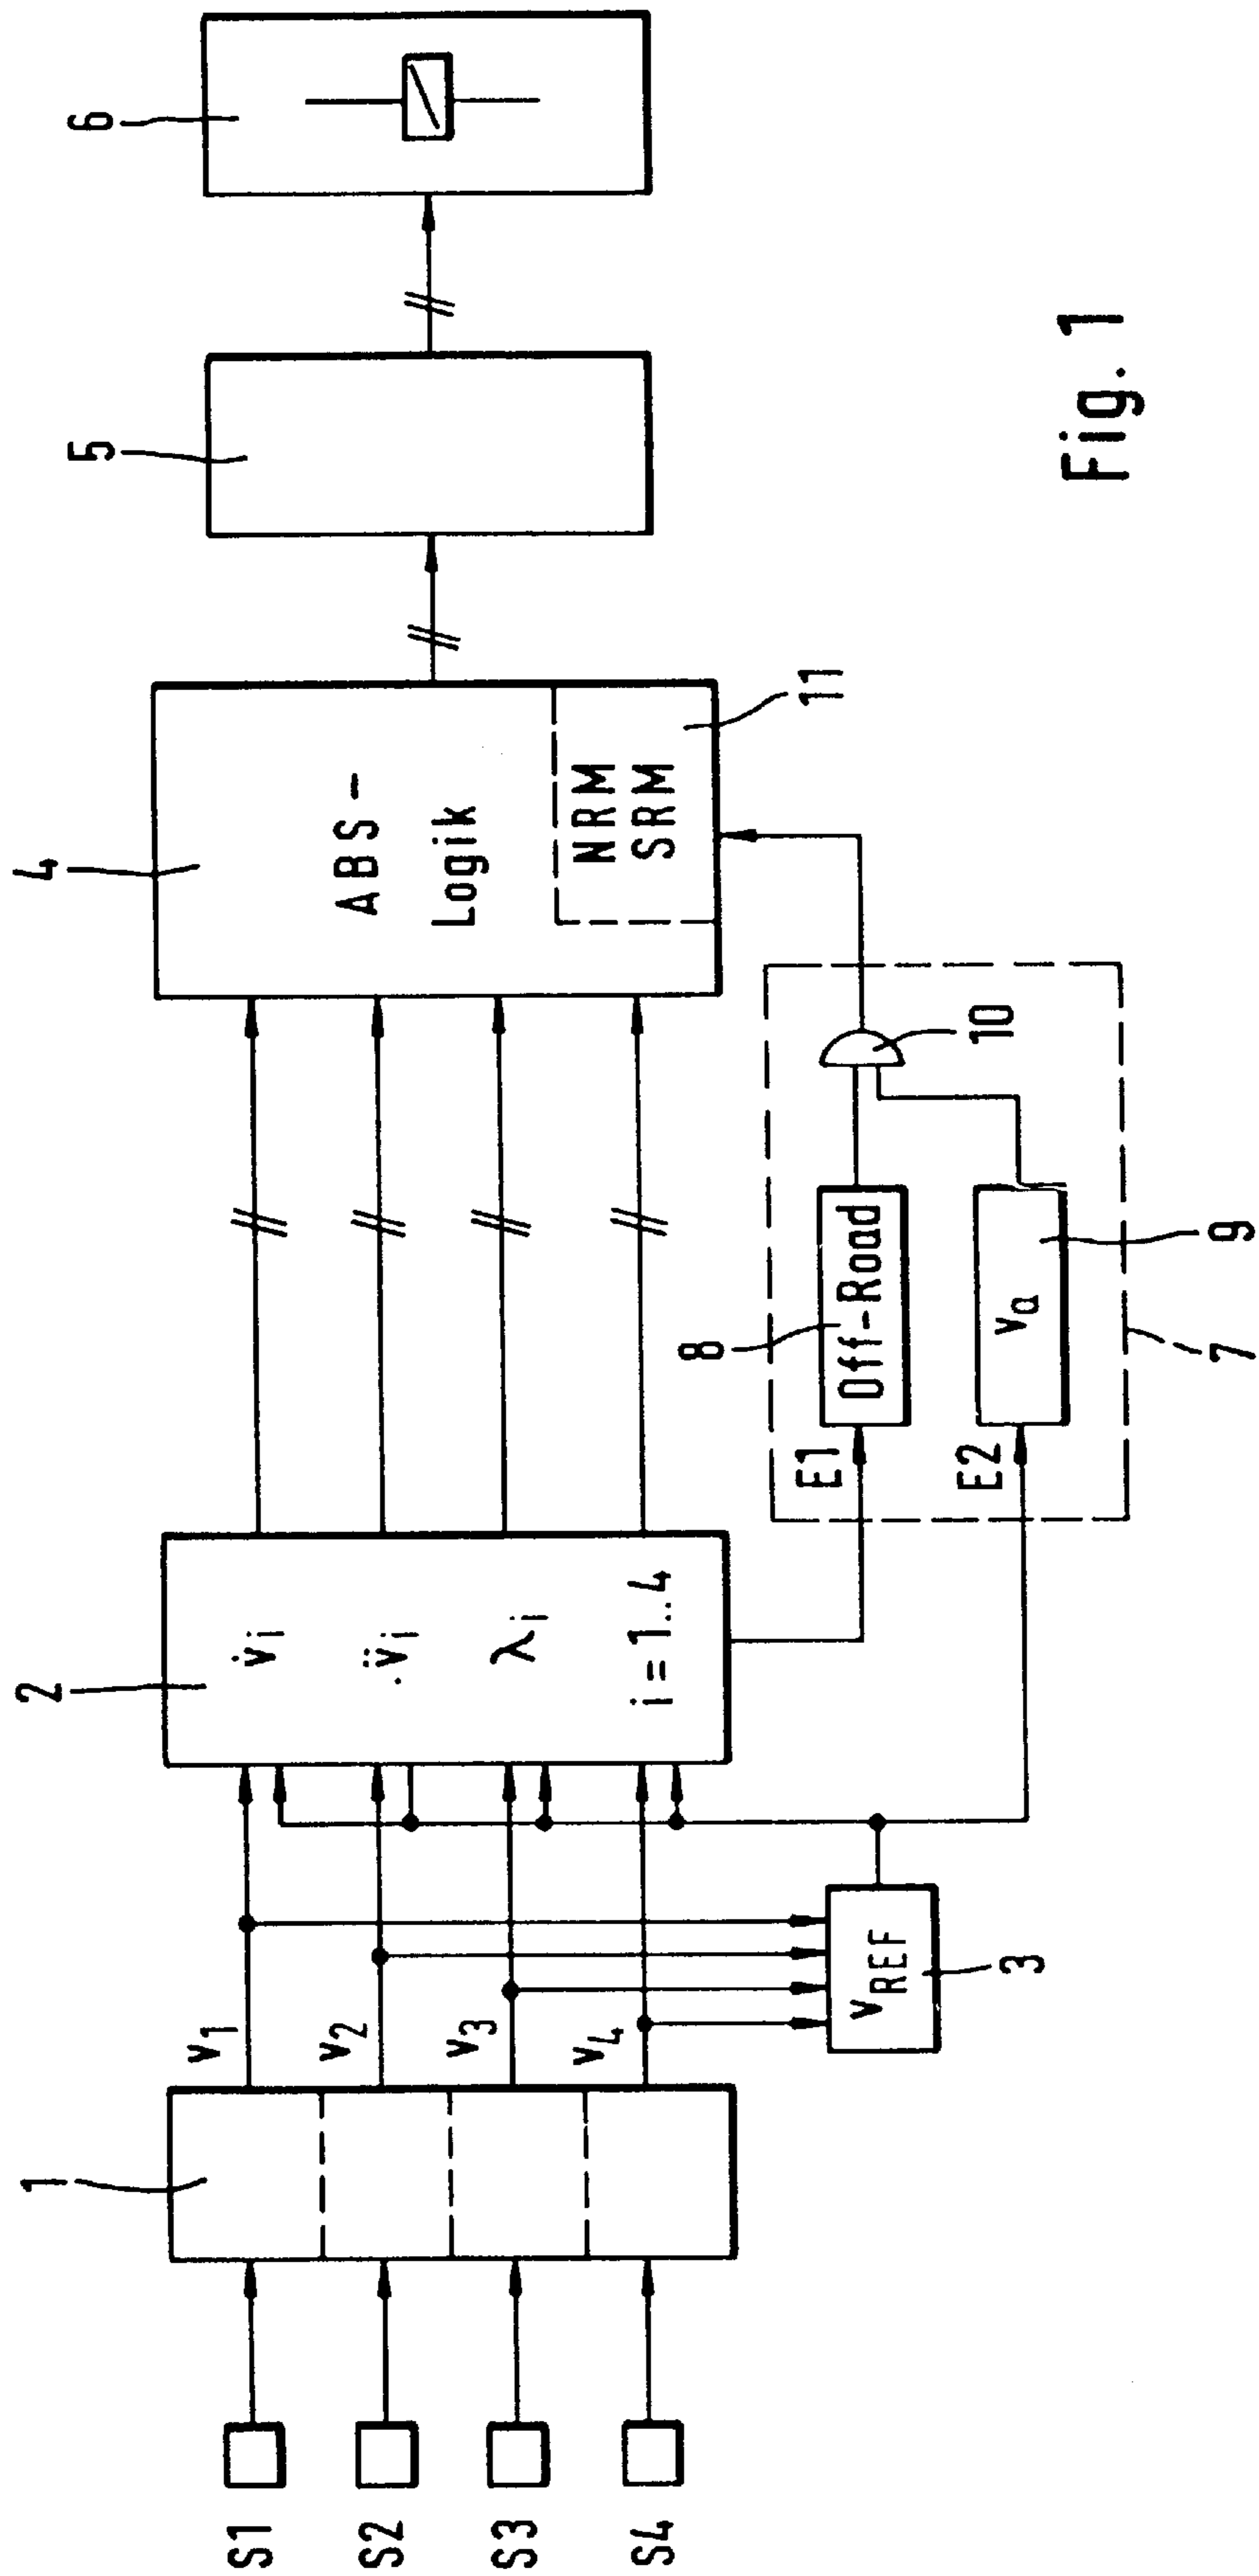 S1
S2
S3
S4
1
v1
v2
v3
v4
vREF
3
2
v̇i
.v̈i
λi
i = 1..4
E1
E2
7
8
Off-Road
va
9
10
4
ABS –
Logik
NRM
SRM
11
5
6
Fig. 1